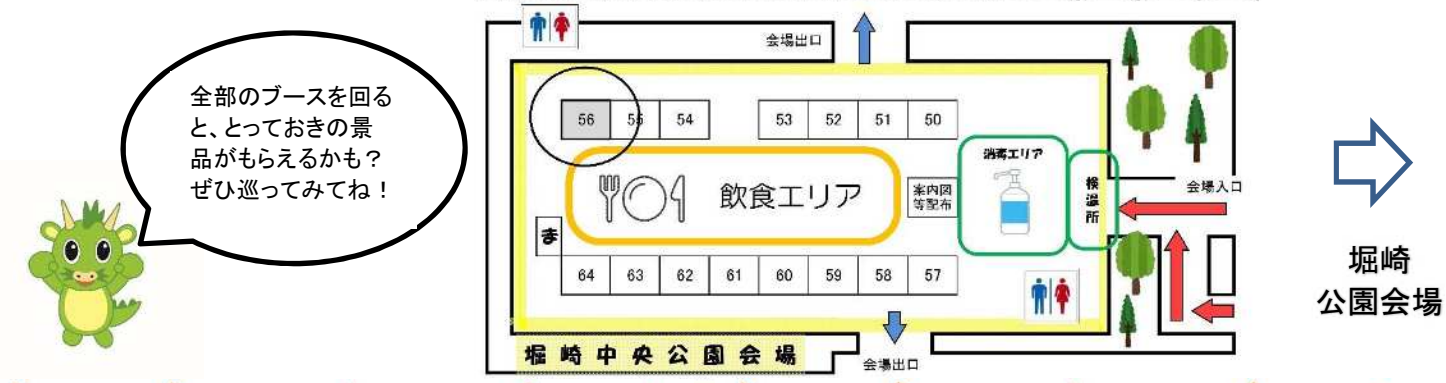 会場出口
全部のブースを回る
と、とっておきの景
品がもらえるかも？
ぜひ巡ってみてね！
56 55 54 53 52 51 50
消毒エリア
飲食エリア
案内図
等配布
検温所
会場入口
ま
64 63 62 61 60 59 58 57
堀崎
公園会場
堀崎中央公園会場
会場出口